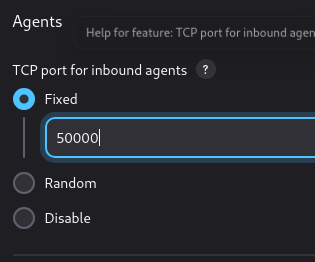 Agents
Help for feature: TCP port for inbound agen
TCP port for inbound agents ?
Fixed
50000
Random
Disable